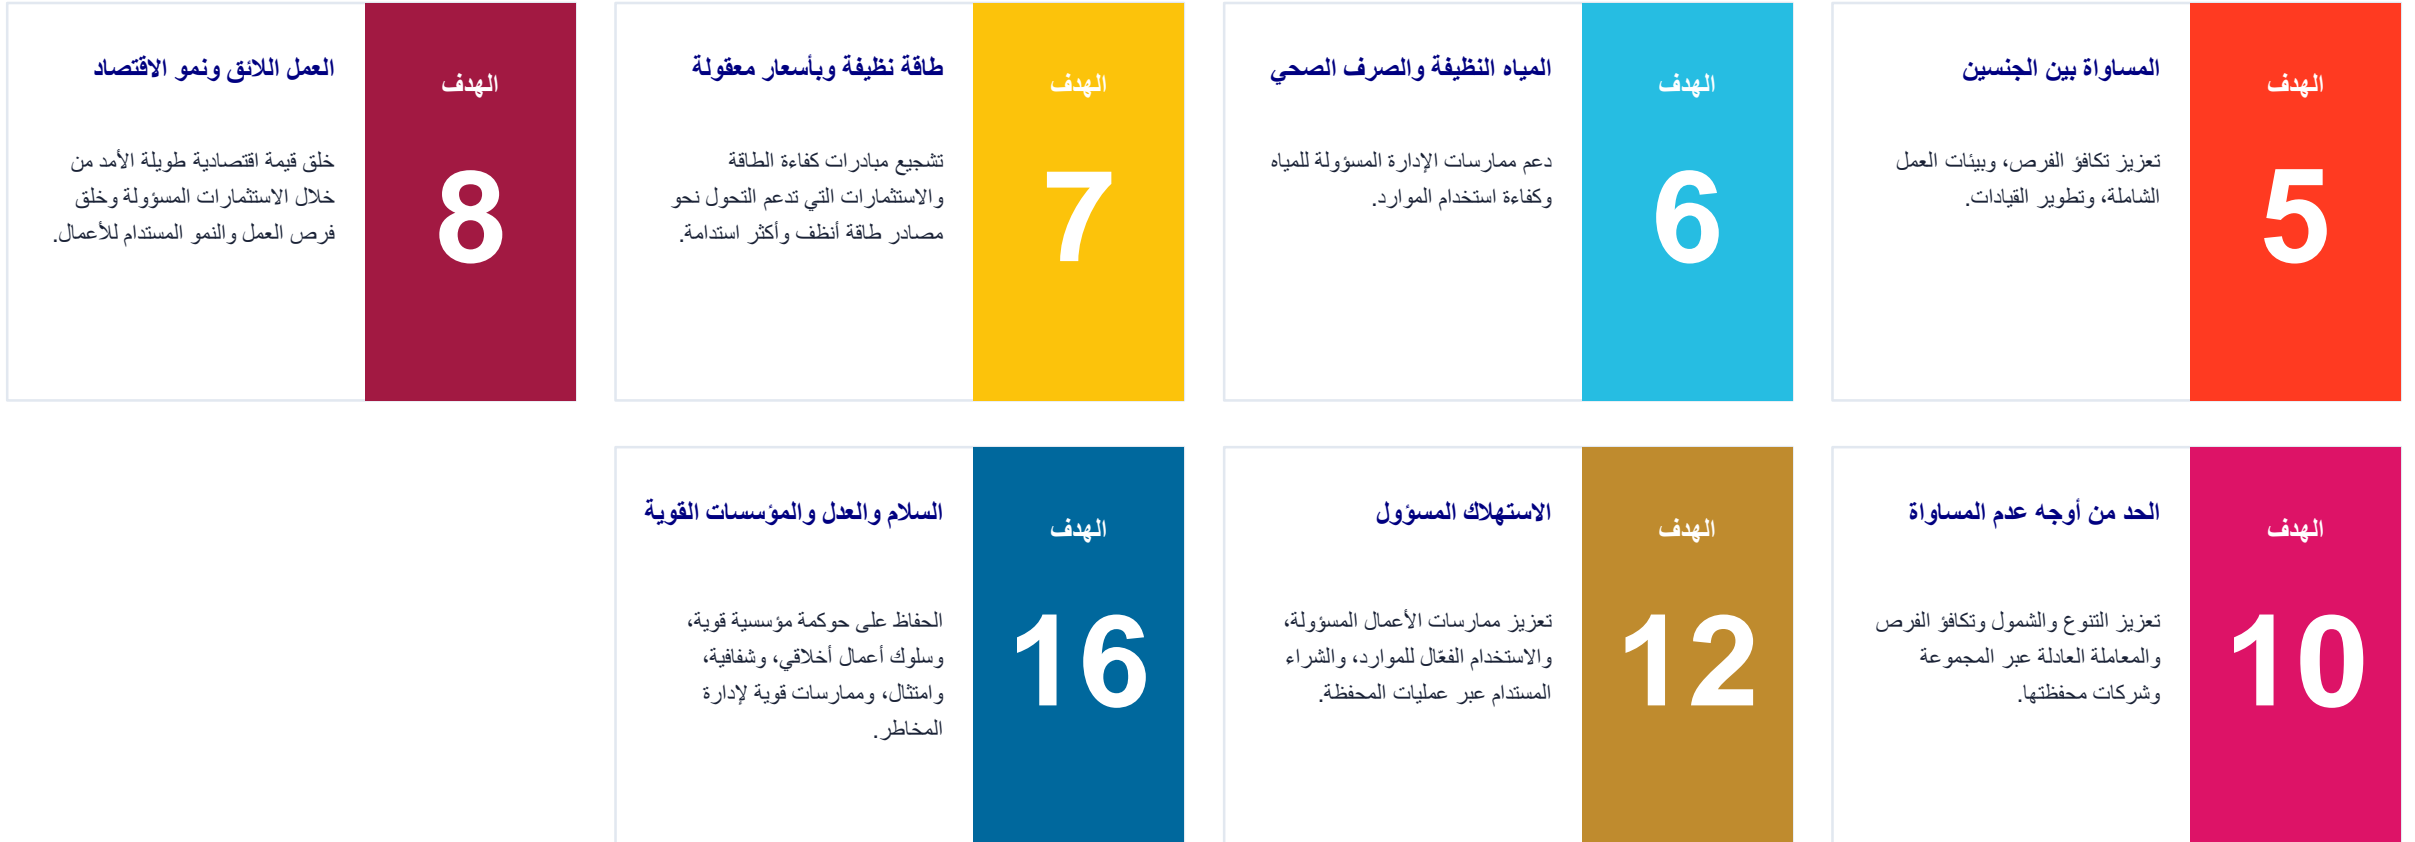 الهدف
5
المساواة بين الجنسين
تعزيز تكافؤ الفرص، وبيئات العمل
الشاملة، وتطوير القيادات.
الهدف
6
المياه النظيفة والصرف الصحي
دعم ممارسات الإدارة المسؤولة للمياه
وكفاءة استخدام الموارد.
الهدف
7
طاقة نظيفة وبأسعار معقولة
تشجيع مبادرات كفاءة الطاقة
والاستثمارات التي تدعم التحول نحو
مصادر طاقة أنظف وأكثر استدامة.
الهدف
8
العمل اللائق ونمو الاقتصاد
خلق قيمة اقتصادية طويلة الأمد من
خلال الاستثمارات المسؤولة وخلق
فرص العمل والنمو المستدام للأعمال.
الهدف
10
الحد من أوجه عدم المساواة
تعزيز التنوع والشمول وتكافؤ الفرص
والمعاملة العادلة عبر المجموعة
وشركات محفظتها.
الهدف
12
الاستهلاك المسؤول
تعزيز ممارسات الأعمال المسؤولة،
والاستخدام الفعّال للموارد، والشراء
المستدام عبر عمليات المحفظة.
الهدف
16
السلام والعدل والمؤسسات القوية
الحفاظ على حوكمة مؤسسية قوية،
وسلوك أعمال أخلاقي، وشفافية،
وامتثال، وممارسات قوية لإدارة
المخاطر.